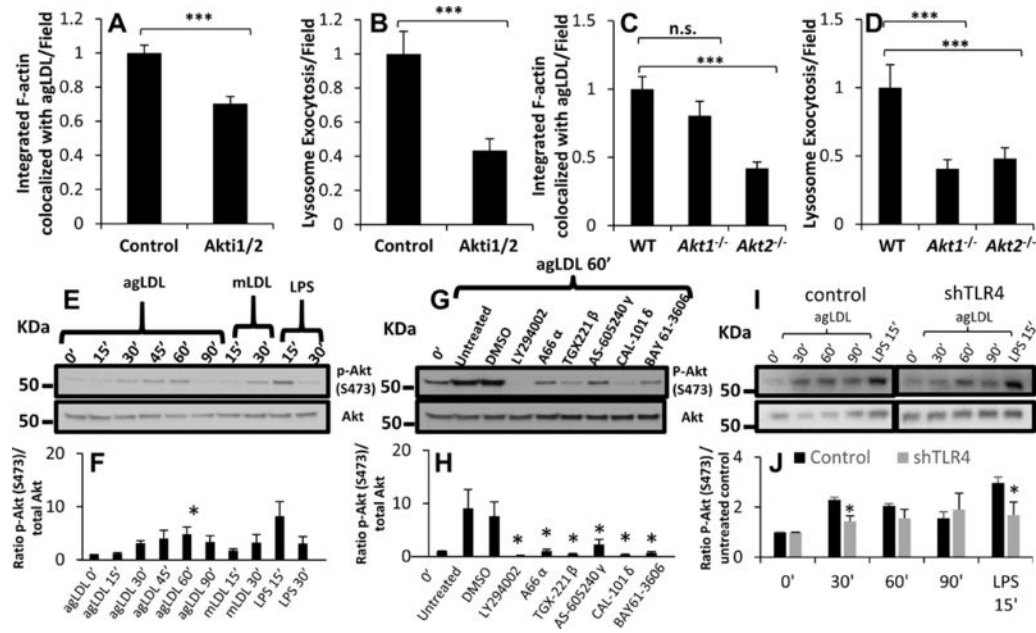 A
***
Integrated F-actin
colocalized with agLDL/Field
1.2
1
0.8
0.6
0.4
0.2
0
Control
Akti1/2
B
***
Lysosome Exocytosis/Field
1.2
1
0.8
0.6
0.4
0.2
0
Control
Akti1/2
C
n.s.
***
Integrated F-actin
colocalized with agLDL/Field
1.5
1
0.5
0
WT
Akt1-/-
Akt2-/-
D
***
***
Lysosome Exocytosis/Field
1.5
1
0.5
0
WT
Akt1-/-
Akt2-/-
E
agLDL
mLDL
LPS
KDa
0'
15'
30'
45'
60'
90'
15'
30'
15'
30'
50
p-Akt
(S473)
50
Akt
F
Ratio p-Akt (S473)/
total Akt
20
10
0
*
agLDL 0'
agLDL 15'
agLDL 30'
agLDL 45'
agLDL 60'
agLDL 90'
mLDL 15'
mLDL 30'
LPS 15'
LPS 30'
G
agLDL 60'
KDa
0'
Untreated
DMSO
LY294002
A66 α
TGX221 β
AS-605240 γ
CAL-101 δ
BAY 61-3606
50
P-Akt
(S473)
50
Akt
H
Ratio p-Akt (S473)/
total Akt
20
10
0
* * * * * *
0'
Untreated
DMSO
LY294002
A66 α
TGX-221 β
AS-605240 γ
CAL-101 δ
BAY61-3606
I
control
shTLR4
agLDL
agLDL
KDa
0'
30'
60'
90'
LPS 15'
0'
30'
60'
90'
LPS 15'
50
p-Akt
(S473)
50
Akt
J
Control
shTLR4
Ratio P-Akt (S473) /
untreated control
4
2
0
*
*
0'
30'
60'
90'
LPS
15'